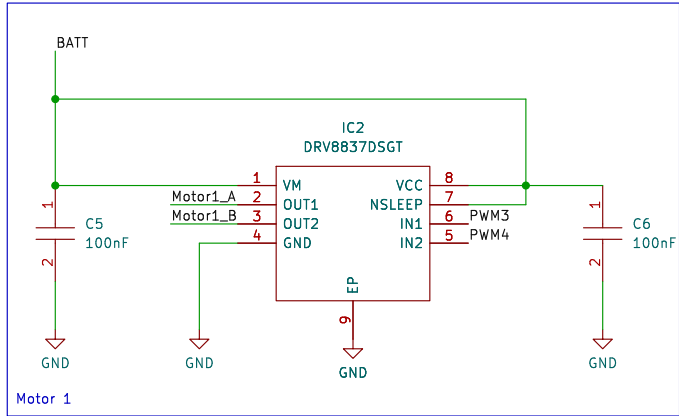 BATT
IC2
DRV8837DSGT
1 VM VCC 8
Motor1_A 2 OUT1 NSLEEP 7
Motor1_B 3 OUT2 IN1 6 PWM3
4 GND IN2 5 PWM4
EP
9
1
C5
100nF
2
1
C6
100nF
2
GND
GND
GND
GND
Motor 1